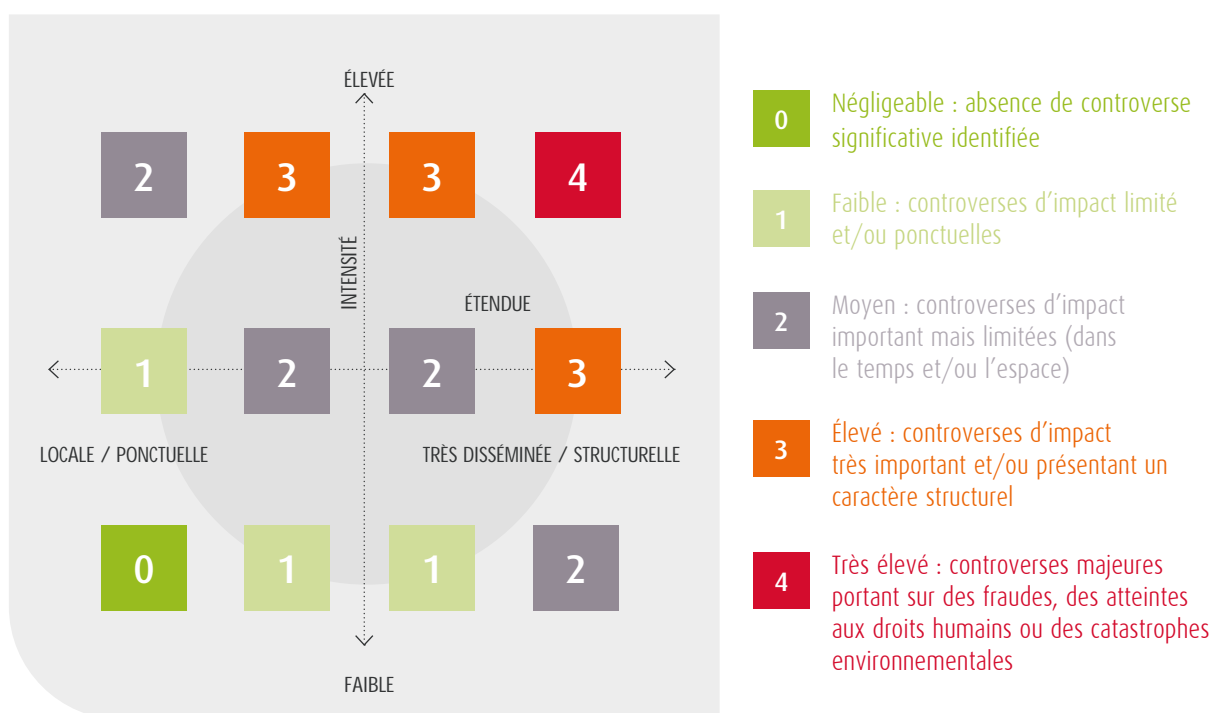 ÉLEVÉE
2 3 3 4
INTENSITÉ
ÉTENDUE
1 2 2 3
LOCALE / PONCTUELLE
TRÈS DISSÉMINÉE / STRUCTURELLE
0 1 1 2
FAIBLE
0
Négligeable : absence de controverse
significative identifiée
1
Faible : controverses d'impact limité
et/ou ponctuelles
2
Moyen : controverses d'impact
important mais limitées (dans
le temps et/ou l'espace)
3
Élevé : controverses d'impact
très important et/ou présentant un
caractère structurel
4
Très élevé : controverses majeures
portant sur des fraudes, des atteintes
aux droits humains ou des catastrophes
environnementales